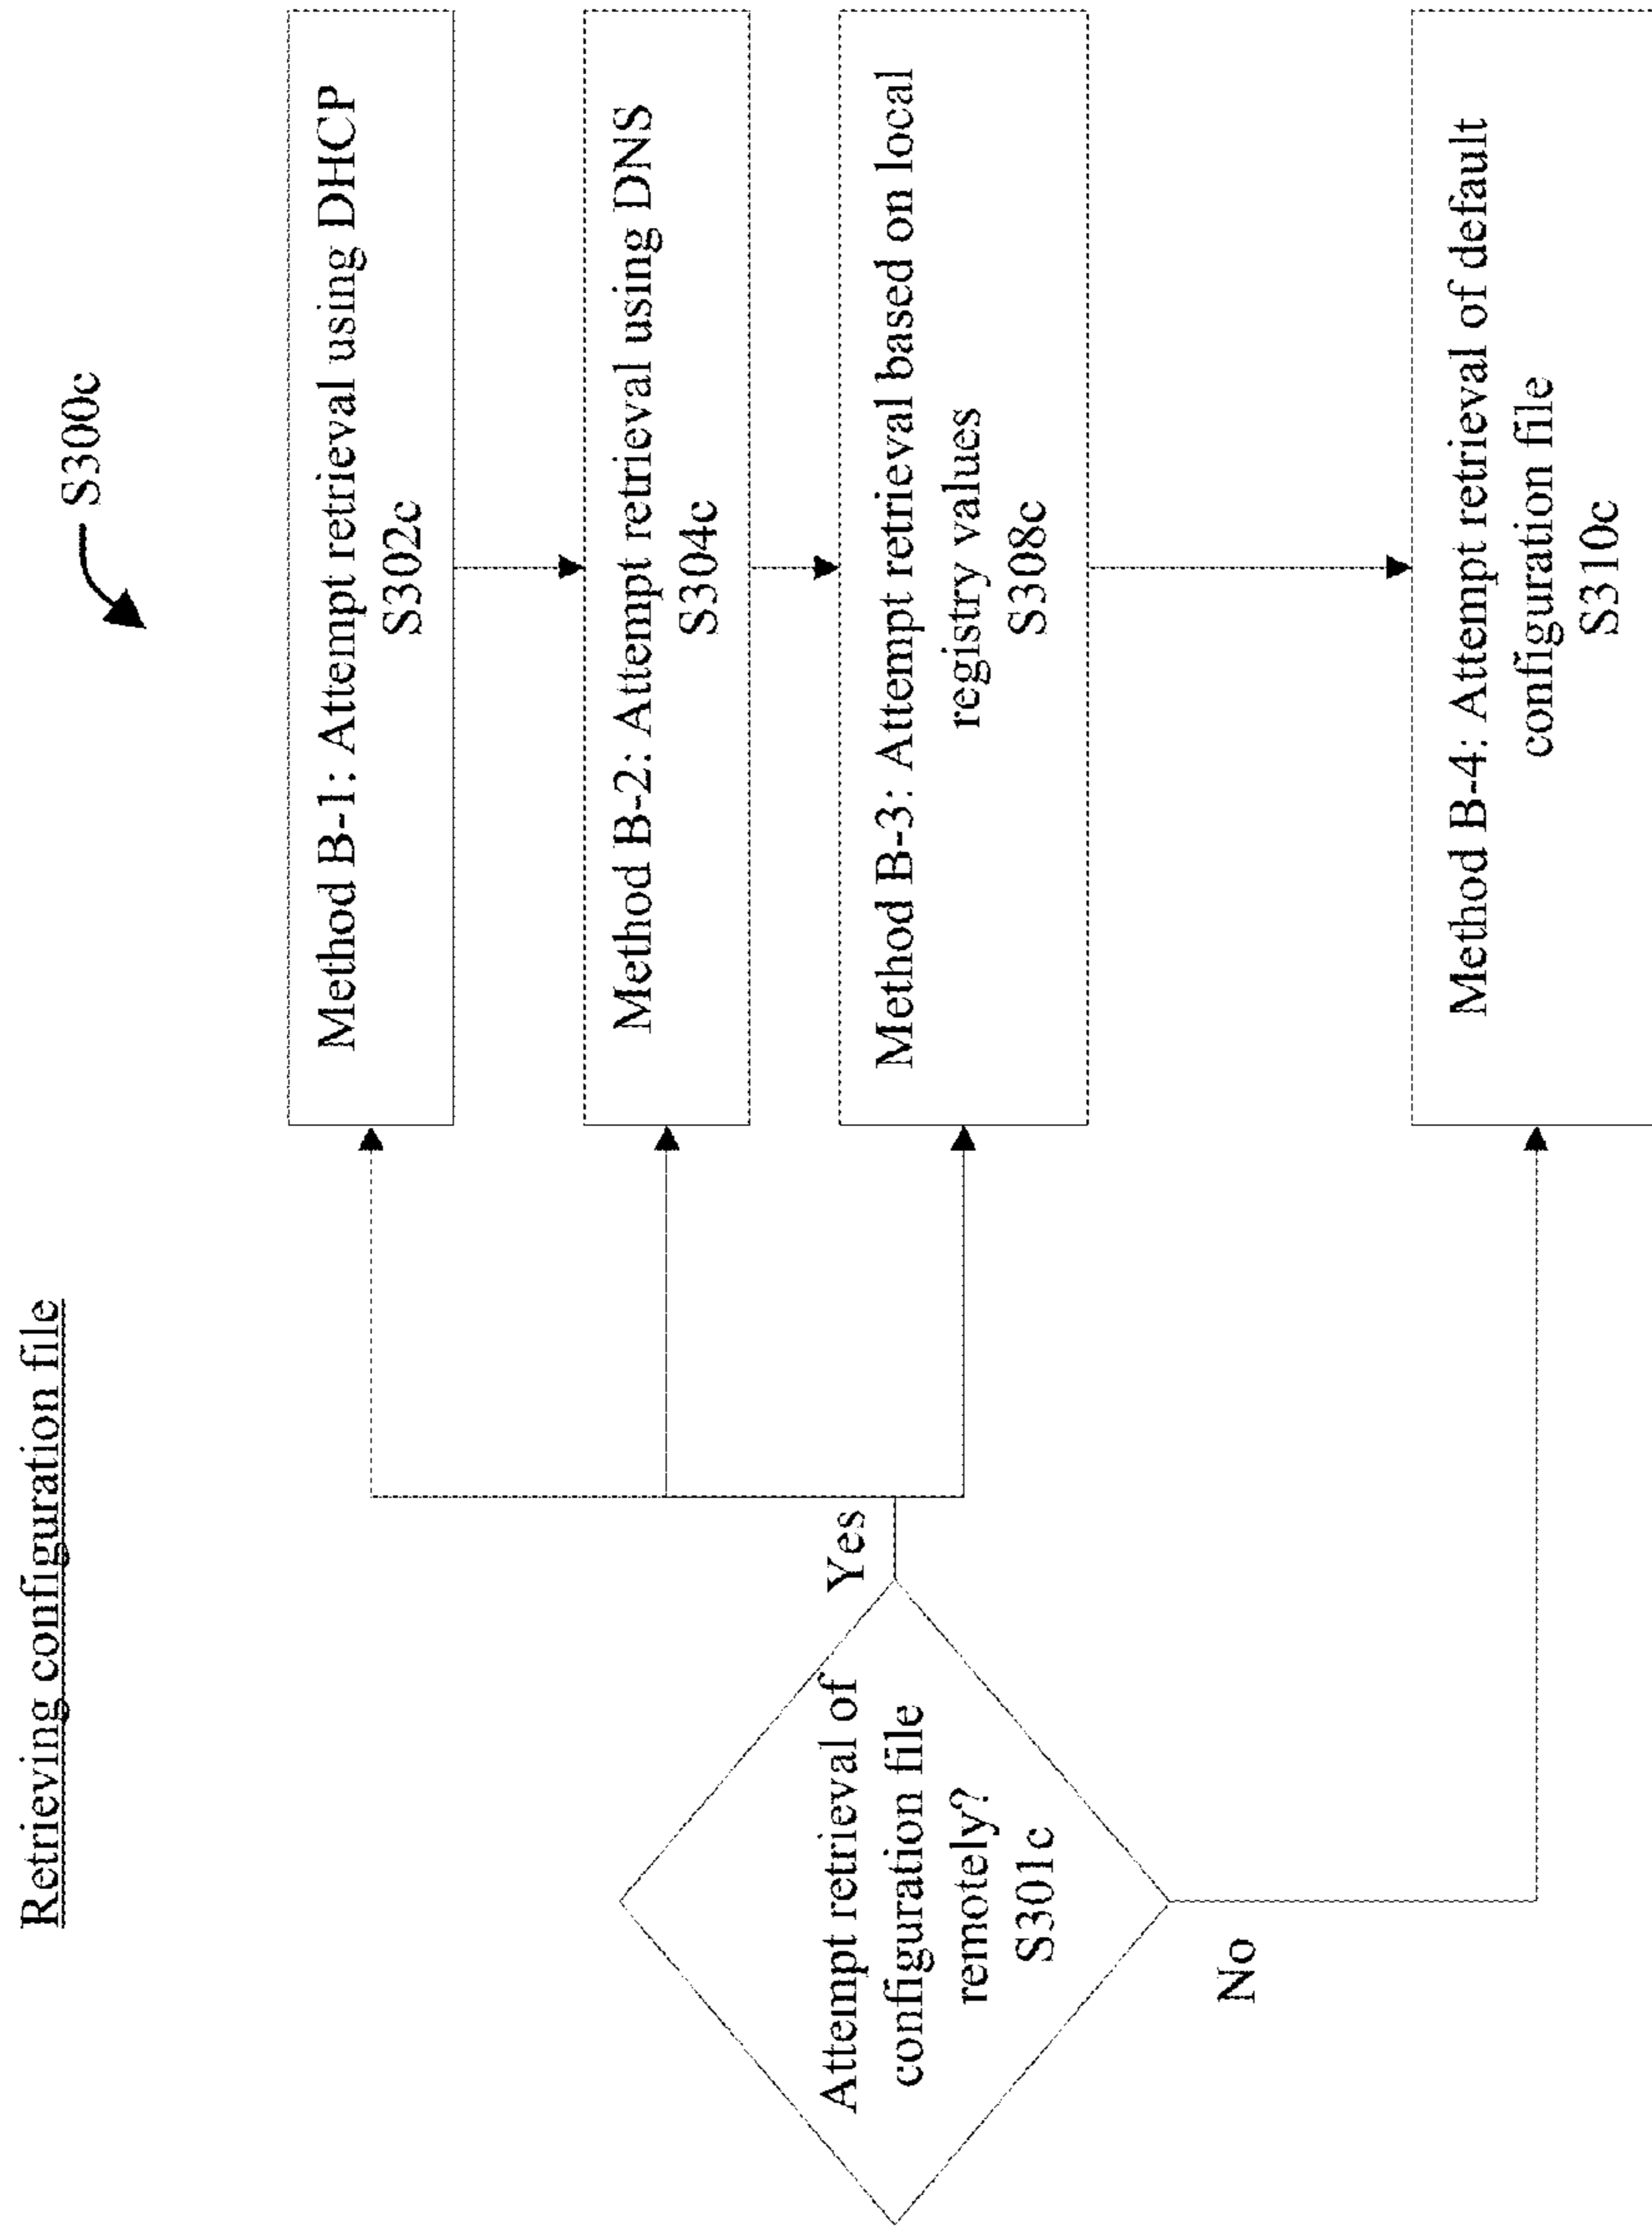 Retrieving configuration file
S300c
Attempt retrieval of
configuration file
remotely?
S301c
Yes
No
Method B-1: Attempt retrieval using DHCP
S302c
Method B-2: Attempt retrieval using DNS
S304c
Method B-3: Attempt retrieval based on local
registry values
S308c
Method B-4: Attempt retrieval of default
configuration file
S310c